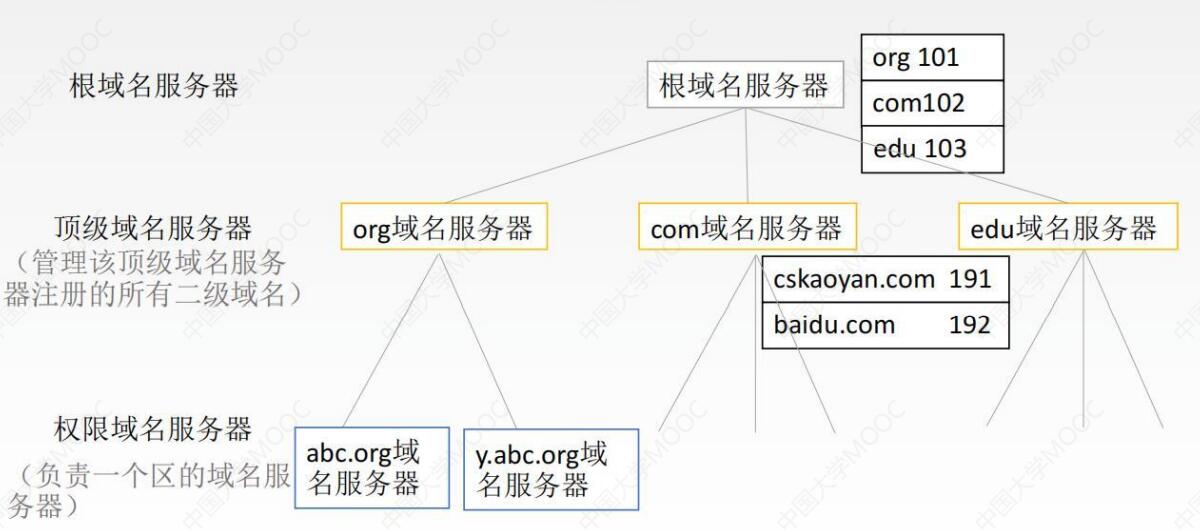 根域名服务器
根域名服务器
org 101
com102
edu 103
顶级域名服务器
（管理该顶级域名服务
器注册的所有二级域名）
org域名服务器
com域名服务器
edu域名服务器
cskaoyan.com 191
baidu.com 192
权限域名服务器
（负责一个区的域名服
务器）
abc.org域
名服务器
y.abc.org域
名服务器
中国大学MOOC